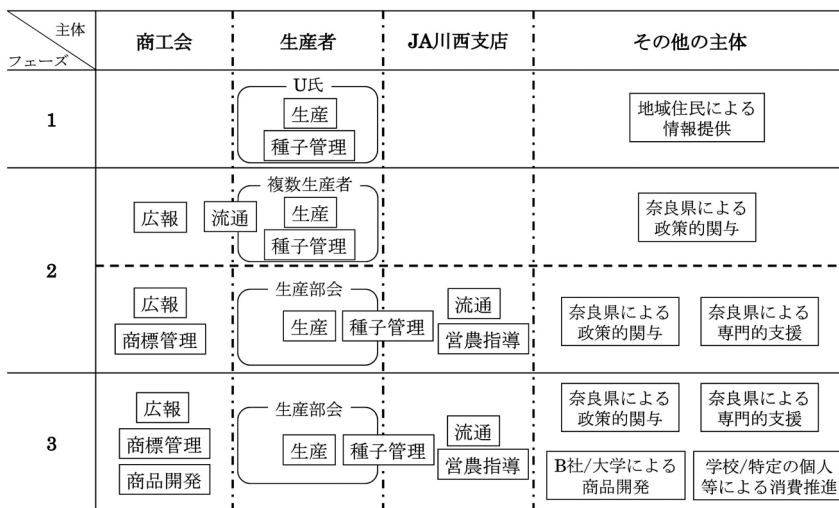 主体
フェーズ
商工会
生産者
JA川西支店
その他の主体
1
U氏
生産
種子管理
地域住民による
情報提供
2
広報
流通
複数生産者
生産
種子管理
奈良県による
政策的関与
広報
商標管理
生産部会
生産
種子管理
流通
営農指導
奈良県による
政策的関与
奈良県による
専門的支援
3
広報
商標管理
商品開発
生産部会
生産
種子管理
流通
営農指導
奈良県による
政策的関与
奈良県による
専門的支援
B社/大学による
商品開発
学校/特定の個人
等による消費推進